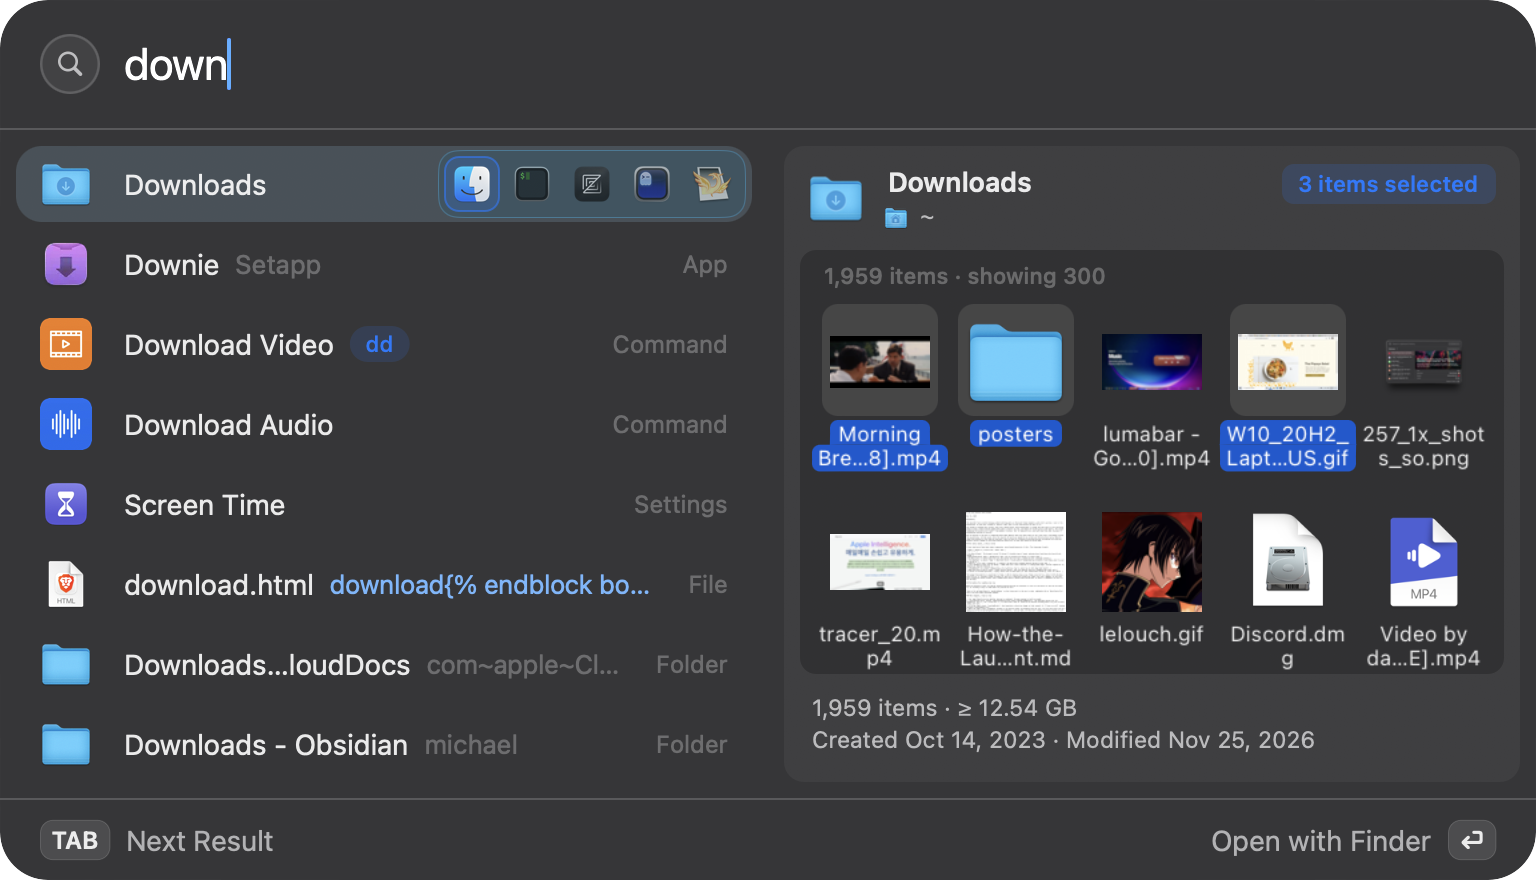 down
Downloads
Downie Setapp App
Download Video dd Command
Download Audio Command
Screen Time Settings
HTML
download.html download{% endblock bo... File
Downloads...loudDocs com~apple~Cl... Folder
Downloads - Obsidian michael Folder
Downloads
~
3 items selected
1,959 items · showing 300
Morning
Bre...8].mp4
posters
lumabar -
Go...0].mp4
W10_20H2_
Lapt...US.gif
257_1x_shot
s_so.png
Apple Intelligence.
MP4
tracer_20.m
p4
How-the-
Lau...nt.md
lelouch.gif
Discord.dm
g
Video by
da...E].mp4
1,959 items · ≥ 12.54 GB
Created Oct 14, 2023 · Modified Nov 25, 2026
TAB Next Result
Open with Finder